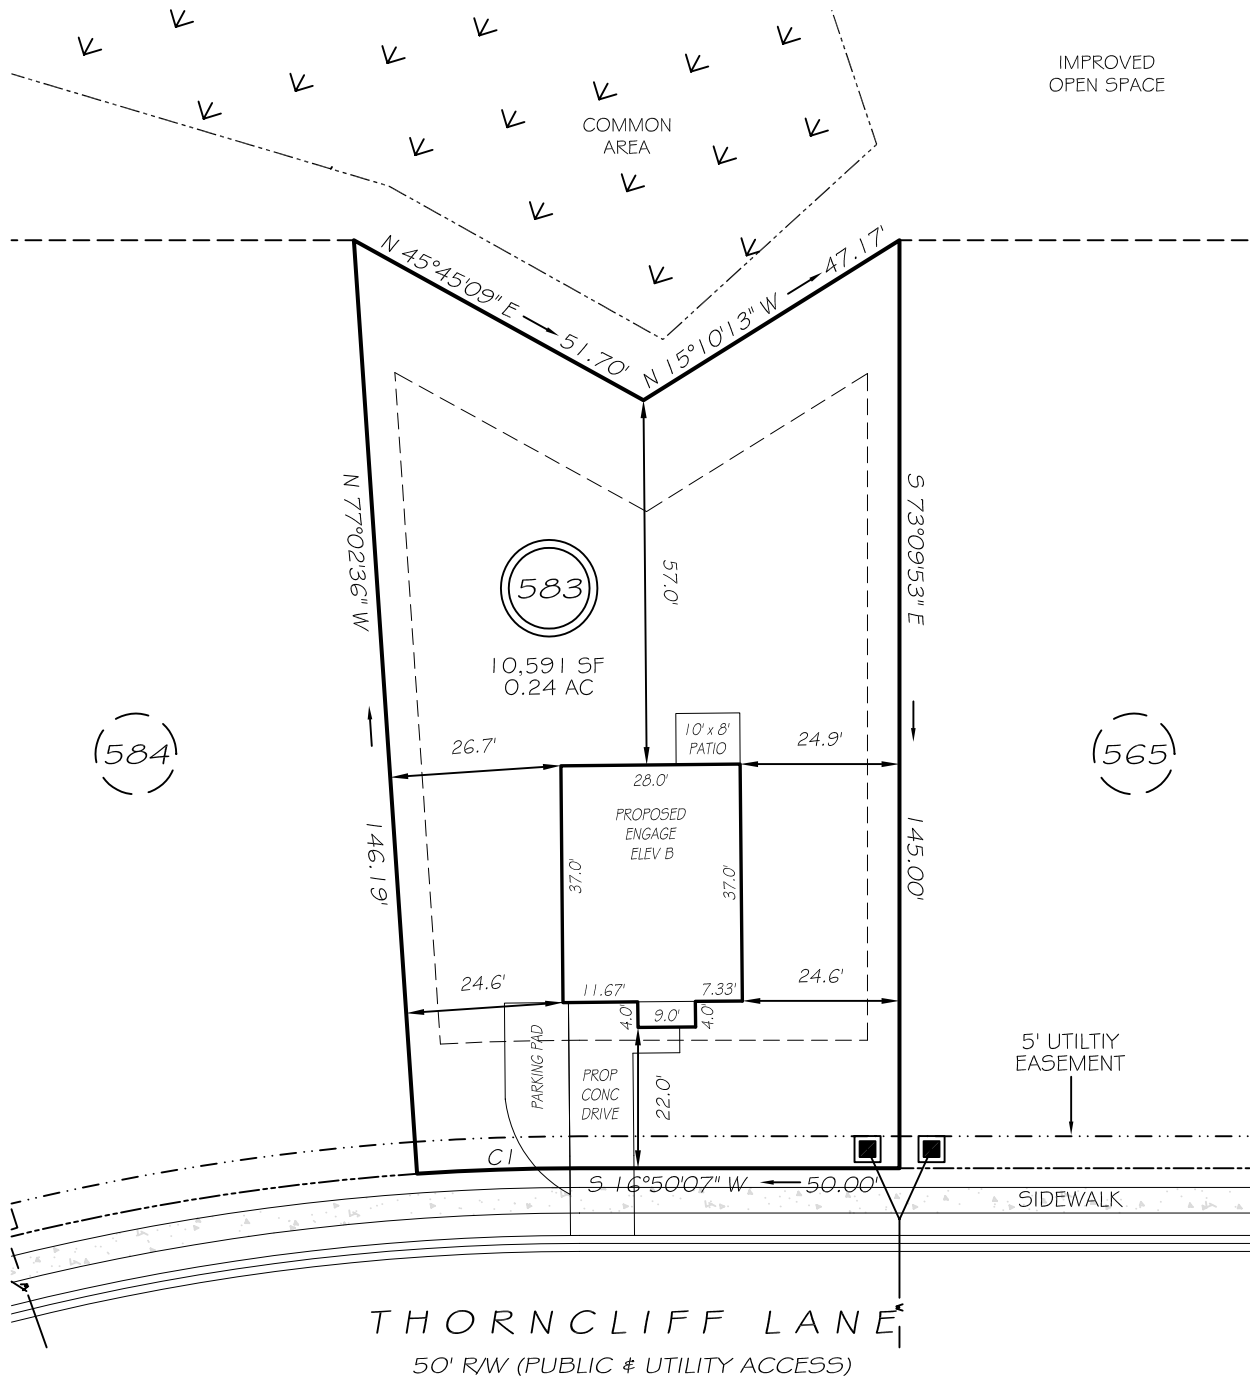 IMPROVED
OPEN SPACE
COMMON
AREA
N 45°45'09" E
51.70'
N 15°10'13" W
47.17'
N 77°02'36" W
146.19'
S 73°09'53" E
145.00'
57.0'
583
10,591 SF
0.24 AC
584
565
26.7'
10' x 8'
PATIO
24.9'
28.0'
PROPOSED
ENGAGE
ELEV B
37.0'
37.0'
24.6'
11.67'
7.33'
24.6'
4.0'
9.0'
4.0'
PARKING PAD
PROP
CONC
DRIVE
22.0'
5' UTILTIY
EASEMENT
C1
S 16°50'07" W
50.00'
SIDEWALK
THORNCLIFF LANE
50' R/W (PUBLIC & UTILITY ACCESS)